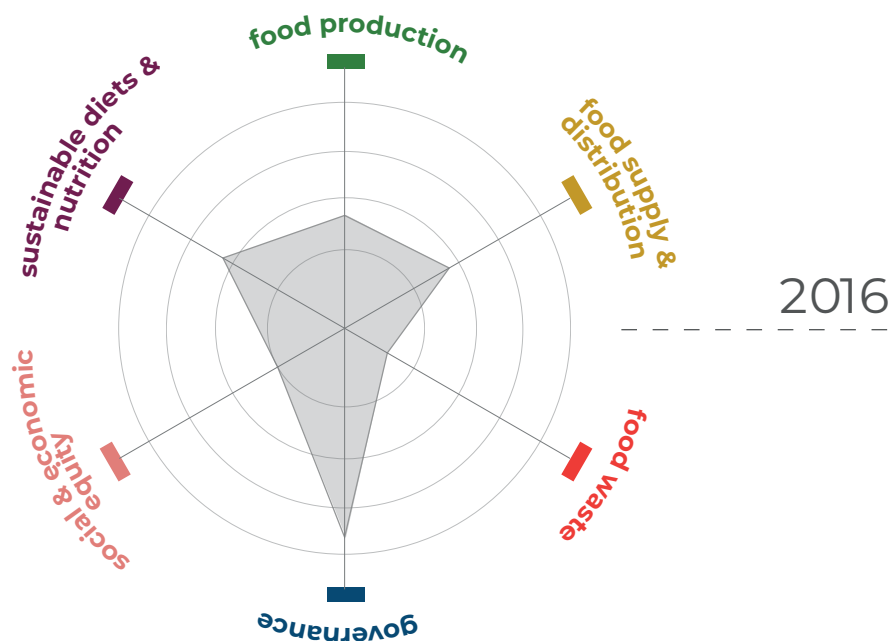 food production
sustainable diets &
nutrition
food supply &
distribution
2016
social & economic
equity
food waste
governance